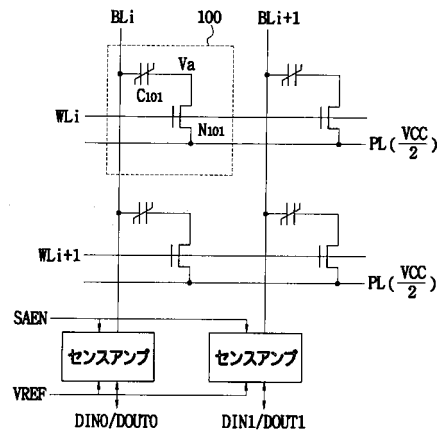 BLi 100 BLi+1
Va
C101
WLi
N101
PL(VCC/2)
WLi+1
PL(VCC/2)
SAEN
センスアンプ センスアンプ
VREF
DIN0/DOUT0 DIN1/DOUT1